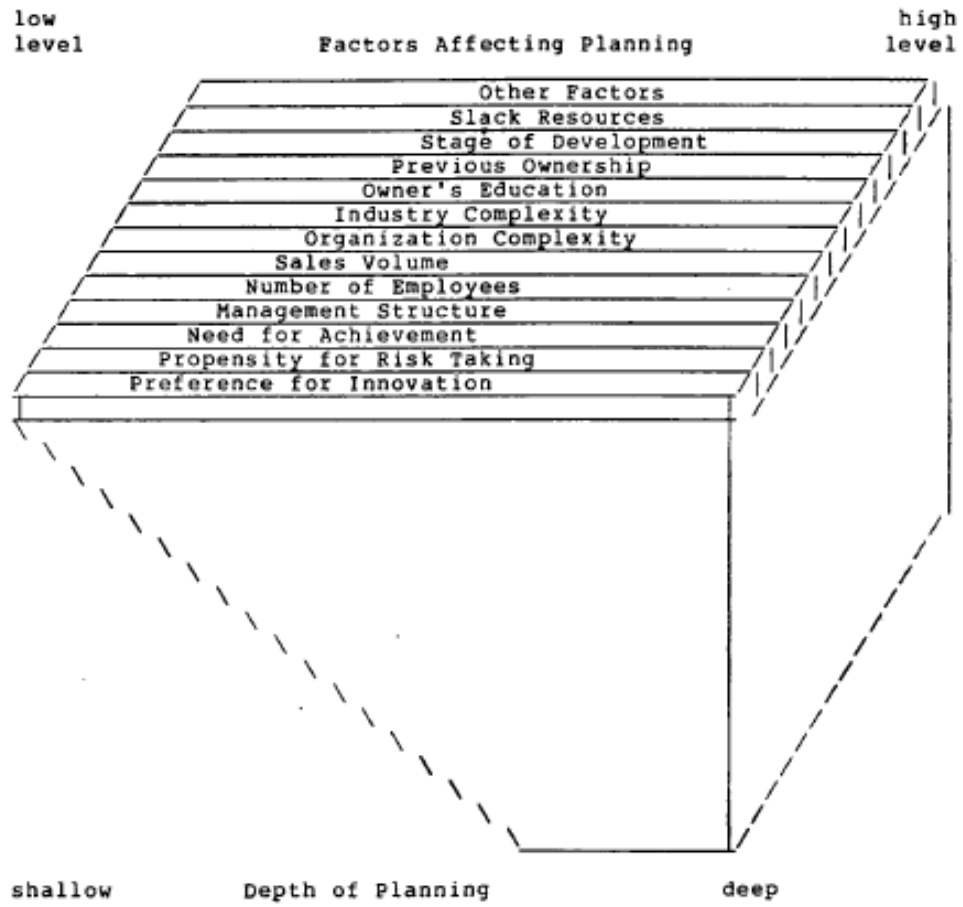 low high
level Factors Affecting Planning level
Other Factors
Slack Resources
Stage of Development
Previous Ownership
Owner's Education
Industry Complexity
Organization Complexity
Sales Volume
Number of Employees
Management Structure
Need for Achievement
Propensity for Risk Taking
Preference for Innovation
shallow Depth of Planning deep